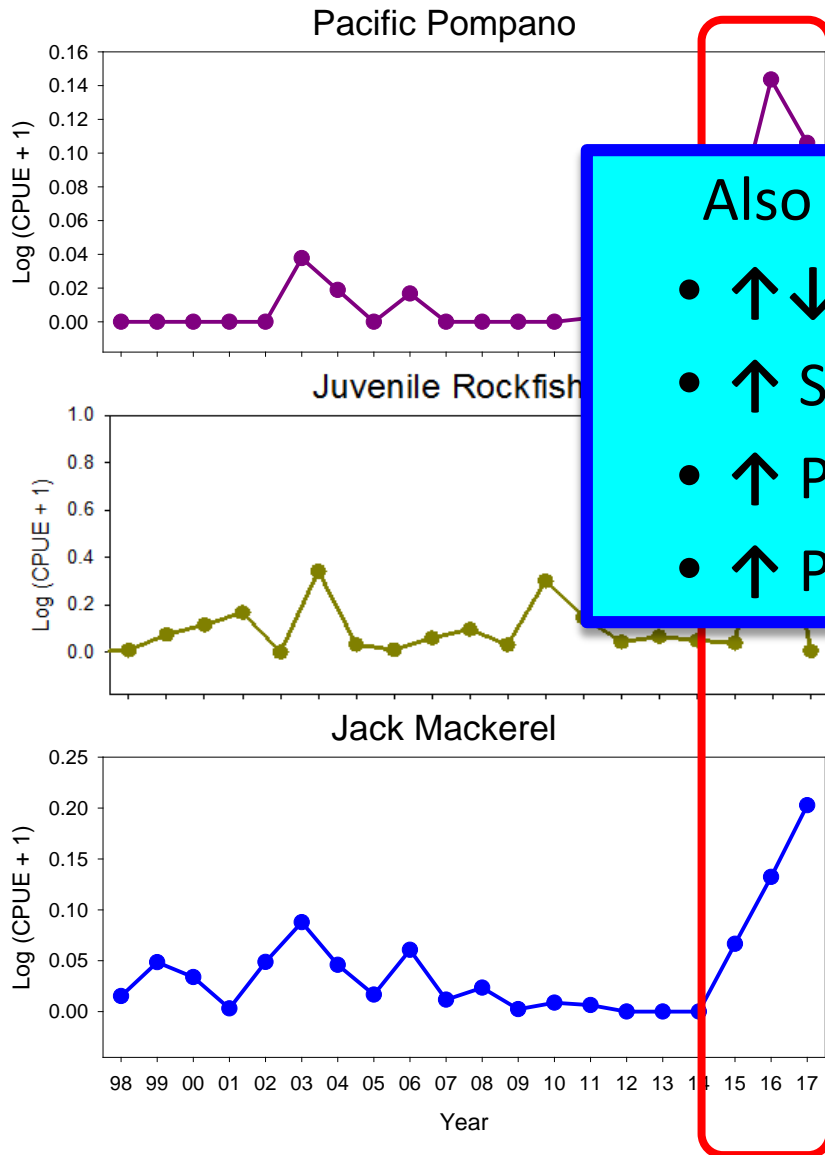 Pacific Pompano
0.16
0.14
0.12
0.10
0.08
0.06
0.04
0.02
0.00
Log (CPUE + 1)
Also
• ↑↓
• ↑ S
• ↑ P
• ↑ P
Juvenile Rockfish
1.0
0.8
0.6
0.4
0.2
0.0
Log (CPUE + 1)
Jack Mackerel
0.25
0.20
0.15
0.10
0.05
0.00
Log (CPUE + 1)
98 99 00 01 02 03 04 05 06 07 08 09 10 11 12 13 14 15 16 17
Year